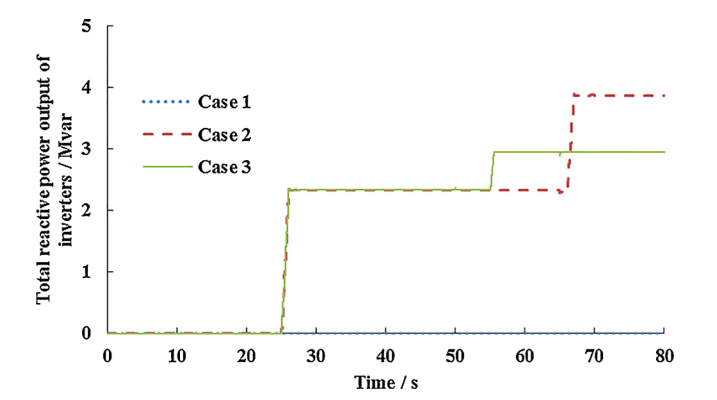 Total reactive power output of
inverters / Mvar
5
4
3
2
1
0
Case 1
Case 2
Case 3
0 10 20 30 40 50 60 70 80
Time / s